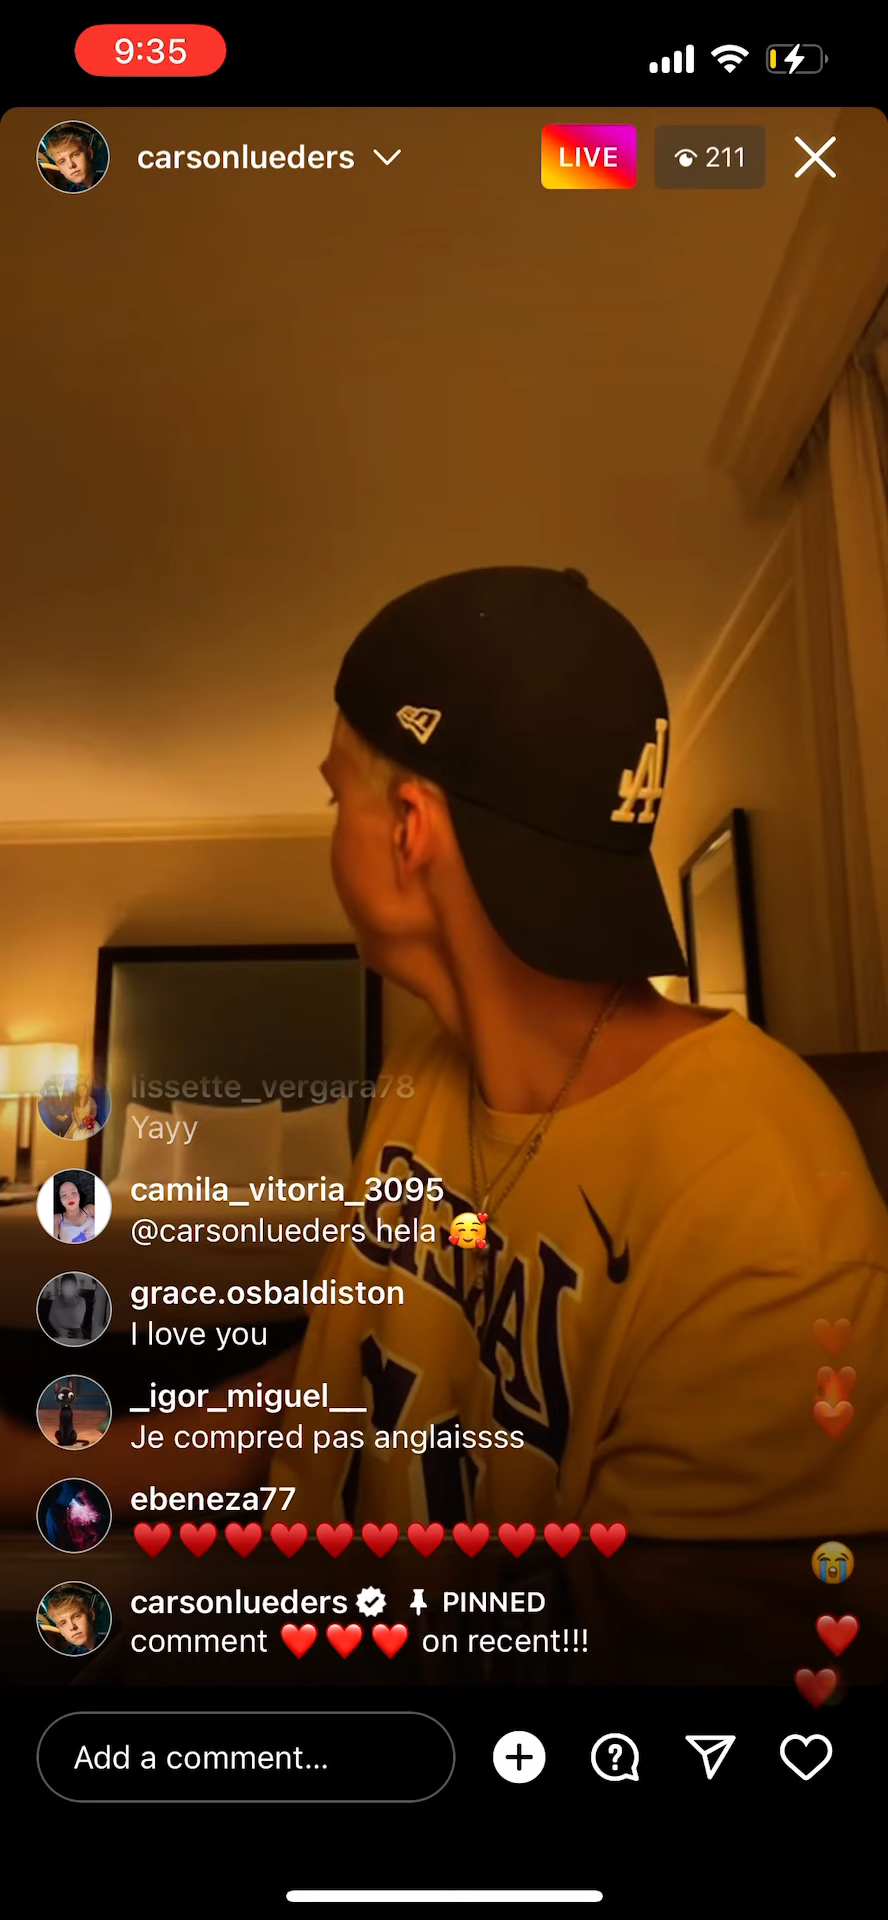 9:35
carsonlueders
LIVE
211
LA
lissette_vergara78
Yayy
camila_vitoria_3095
@carsonlueders hela 🥰
grace.osbaldiston
I love you
_igor_miguel__
Je compred pas anglaissss
ebeneza77
❤️❤️❤️❤️❤️❤️❤️❤️❤️❤️❤️
carsonlueders PINNED
comment ❤️❤️❤️ on recent!!!
Add a comment...